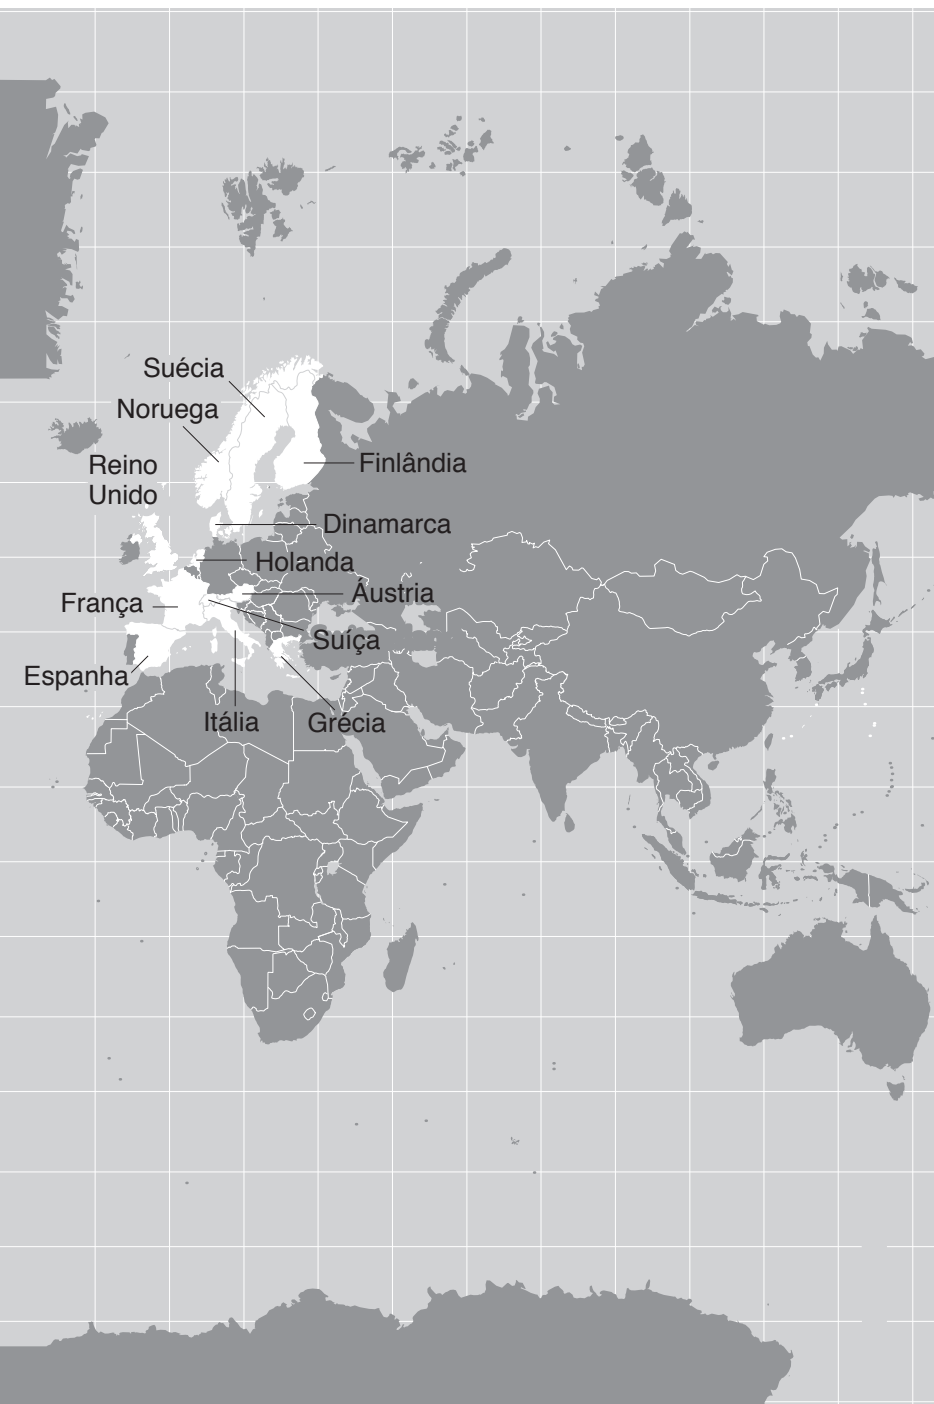 Suécia
Noruega
Reino
Unido
Finlândia
Dinamarca
Holanda
Áustria
França
Suíça
Espanha
Itália
Grécia